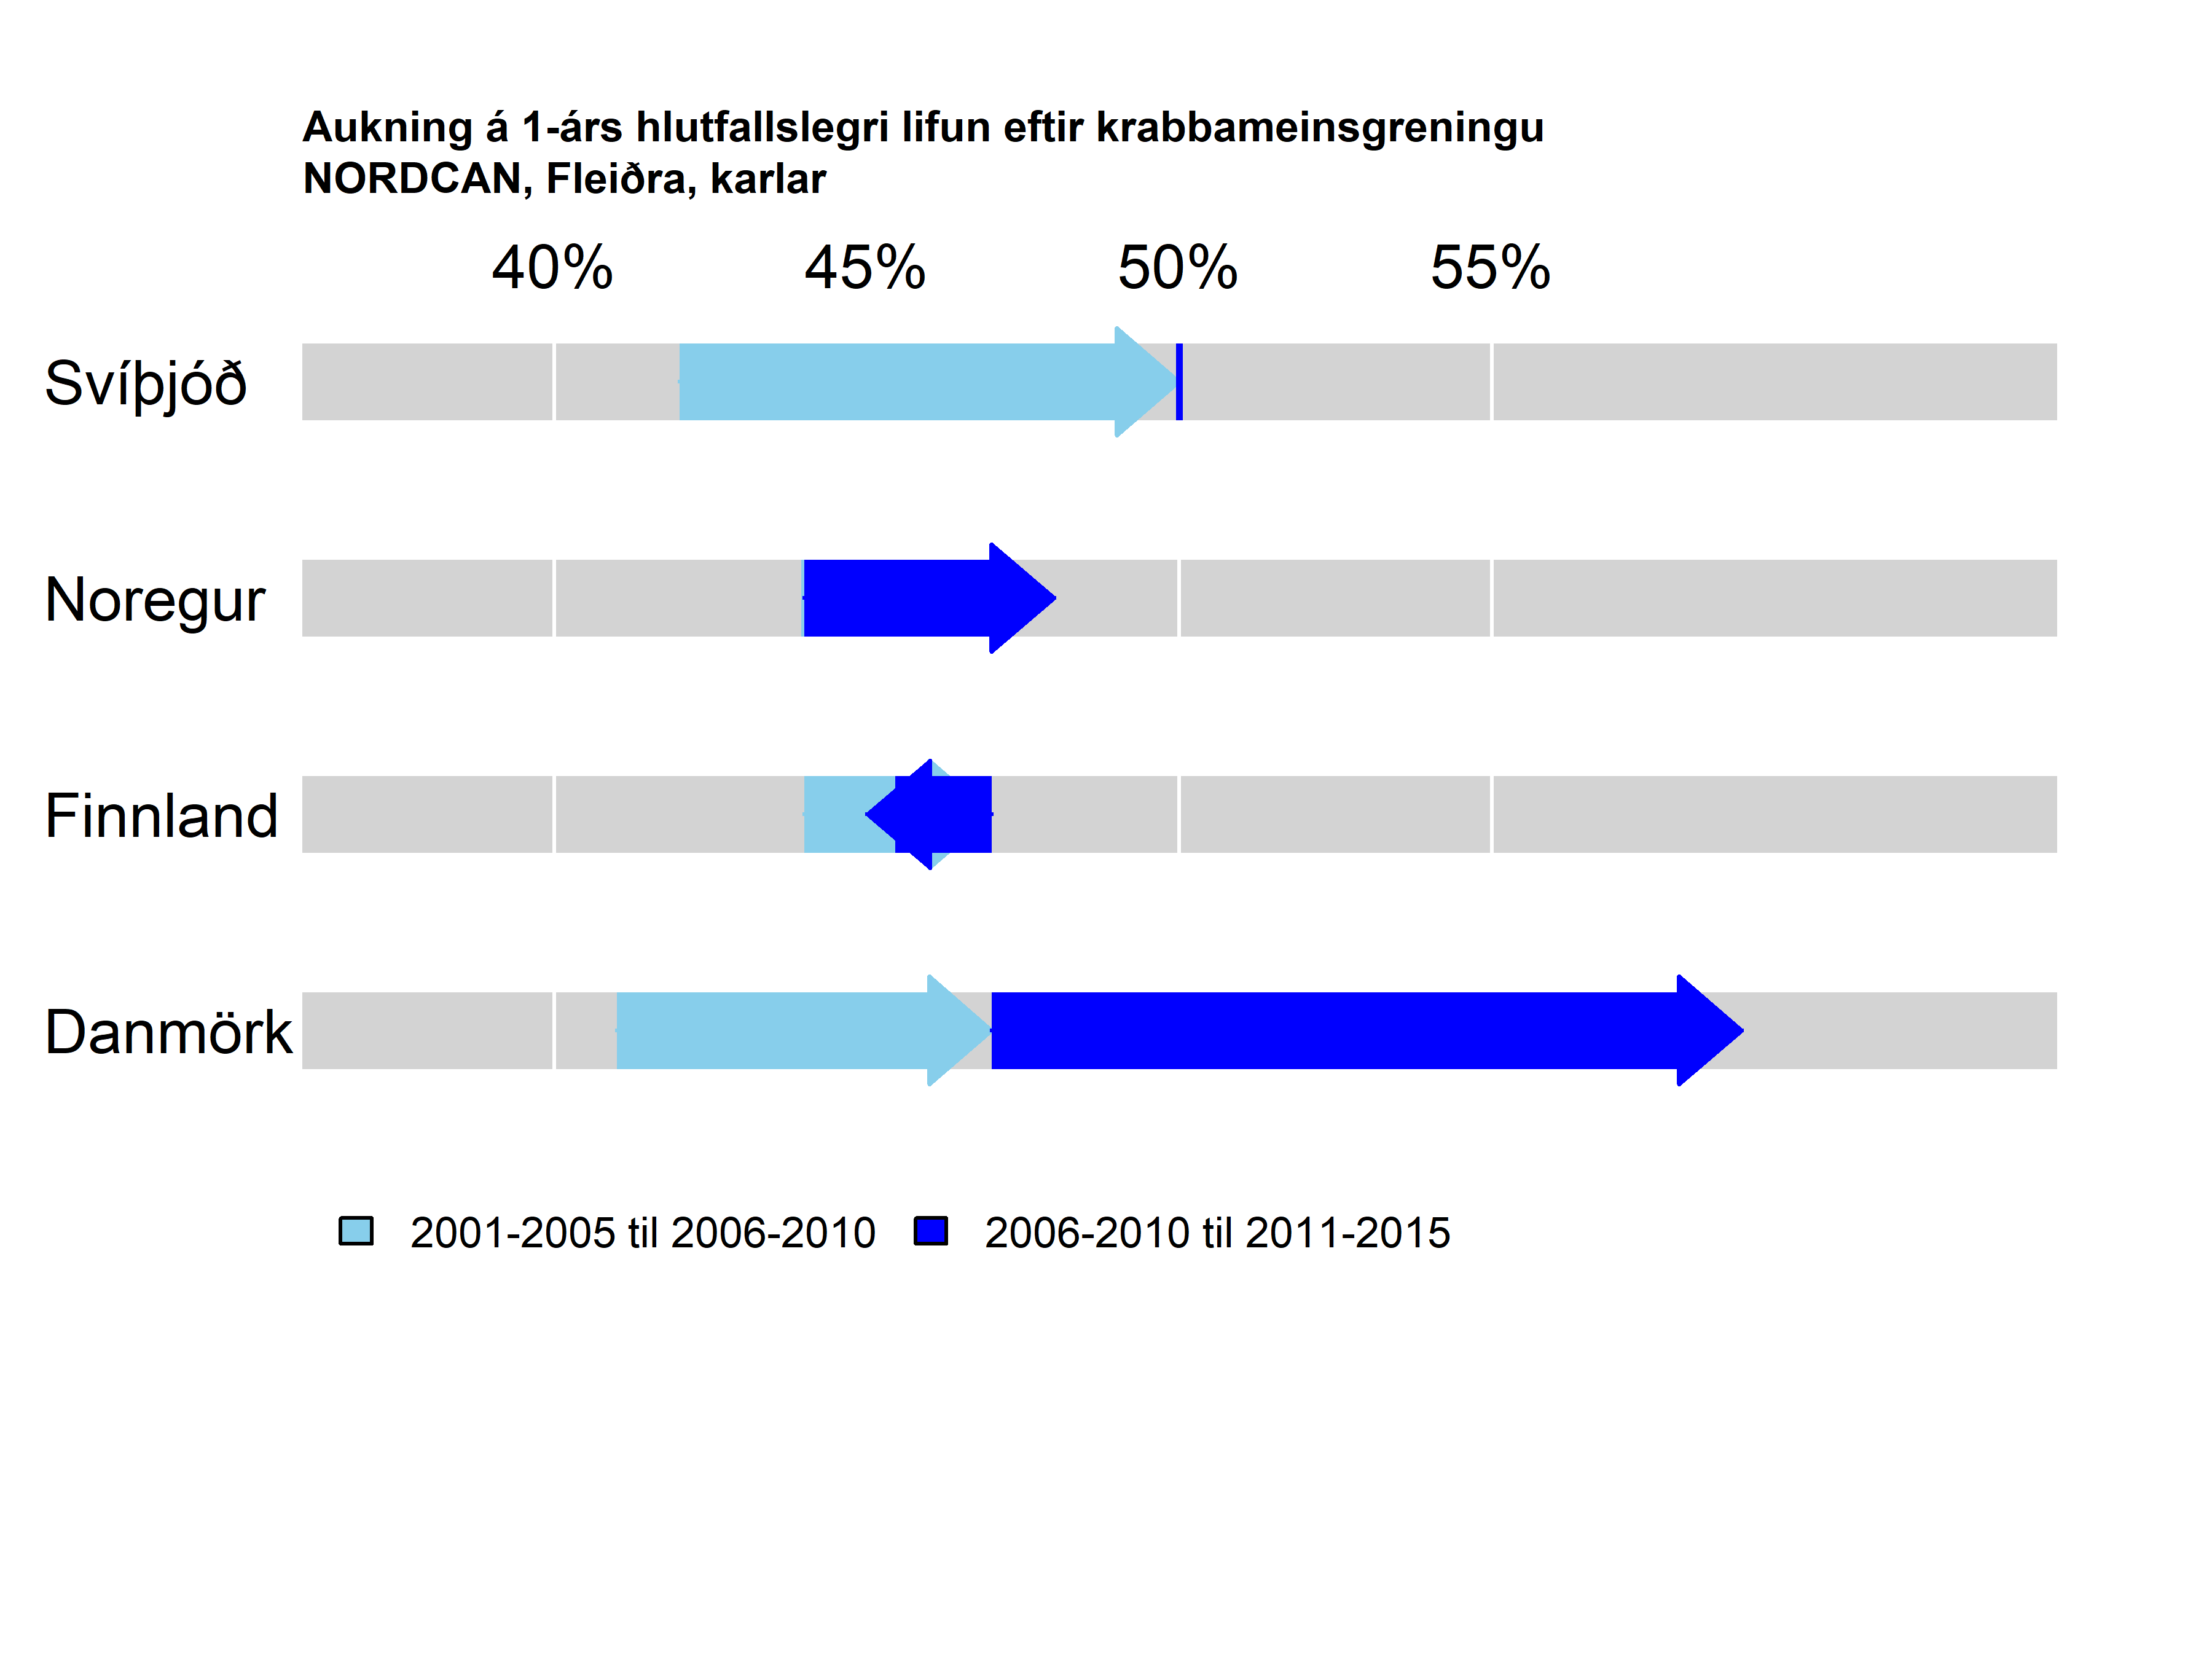 Aukning á 1-árs hlutfallslegri lifun eftir krabbameinsgreningu
NORDCAN, Fleiðra, karlar
40% 45% 50% 55%
Svíþjóð
Noregur
Finnland
Danmörk
2001-2005 til 2006-2010 2006-2010 til 2011-2015